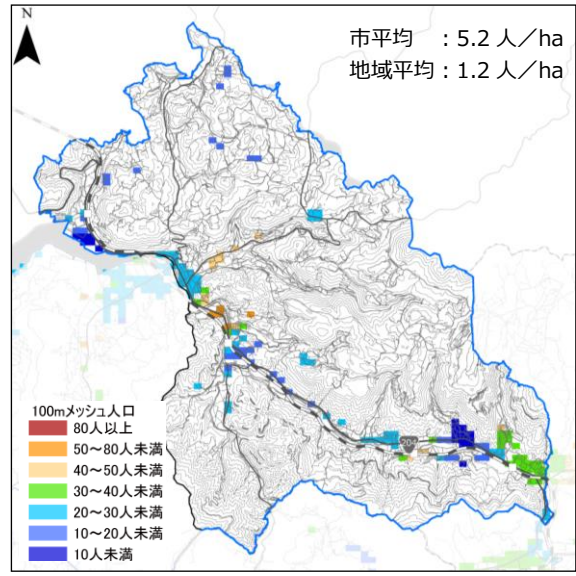 N
市平均 ：5.2 人／ha
地域平均：1.2 人／ha
204
100mメッシュ人口
80人以上
50～80人未満
40～50人未満
30～40人未満
20～30人未満
10～20人未満
10人未満